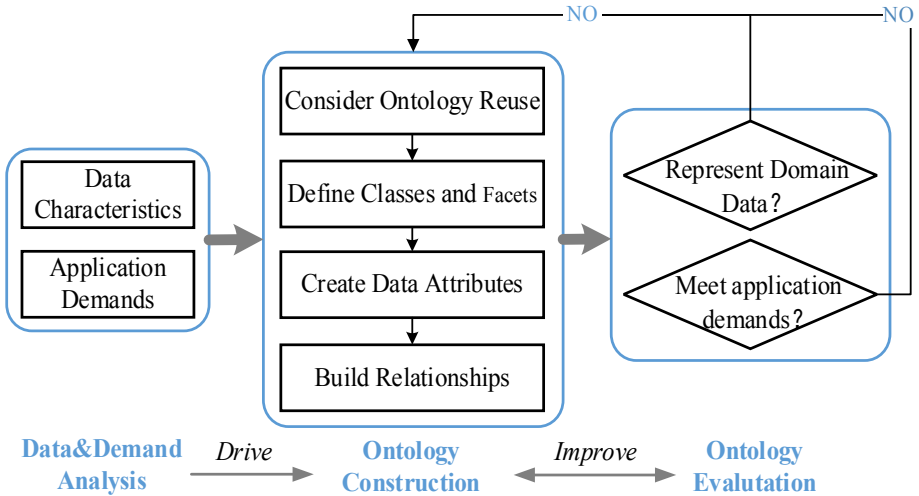 NO
NO
Data
Characteristics
Application
Demands
Consider Ontology Reuse
Define Classes and Facets
Create Data Attributes
Build Relationships
Represent Domain
Data?
Meet application
demands?
Data&Demand
Analysis
Drive
Ontology
Construction
Improve
Ontology
Evalutation